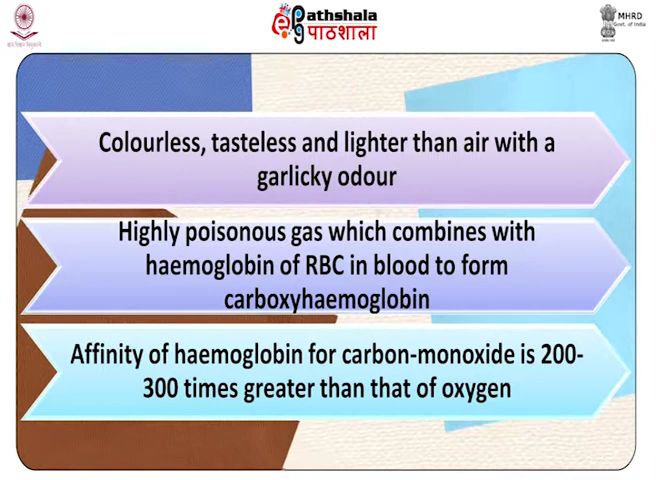 ePathshala
पाठशाला
MHRD
Govt. of India
Colourless, tasteless and lighter than air with a
garlicky odour
Highly poisonous gas which combines with
haemoglobin of RBC in blood to form
carboxyhaemoglobin
Affinity of haemoglobin for carbon-monoxide is 200-
300 times greater than that of oxygen